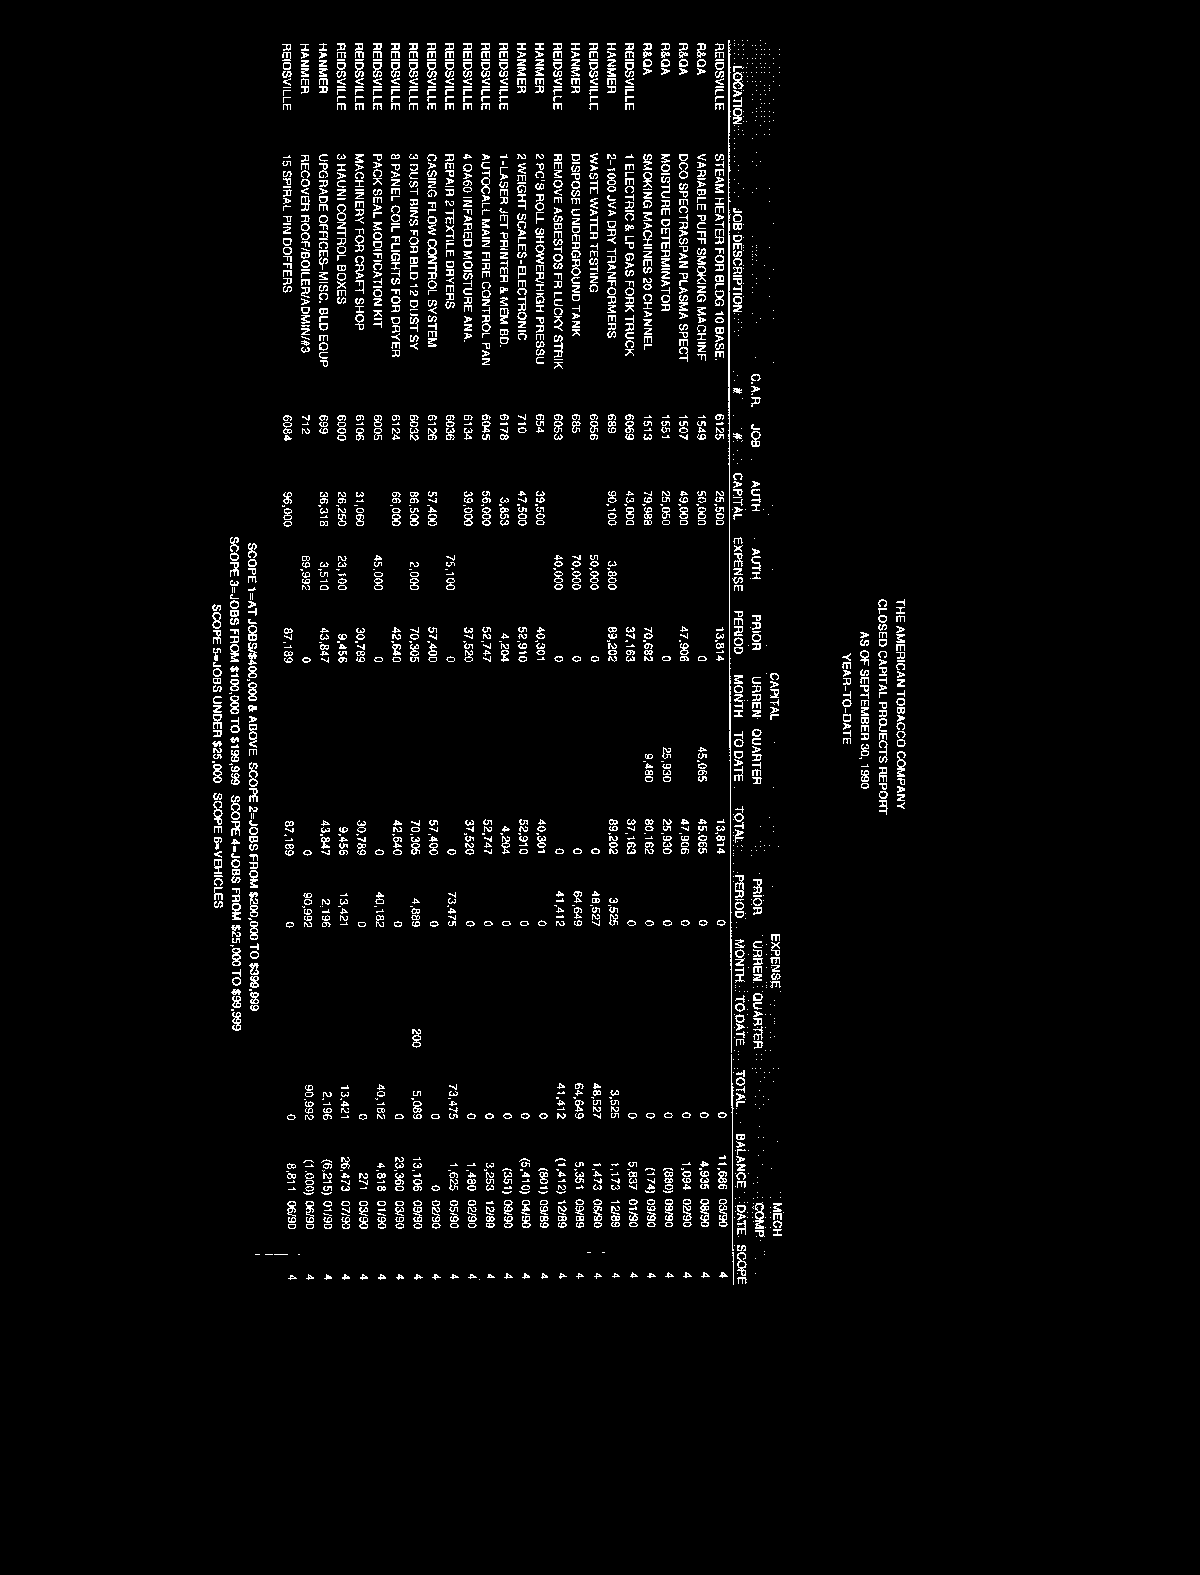 THE AMERICAN TOBACCO COMPANY
CLOSED CAPITAL PROJECTS REPORT
AS OF SEPTEMBER 30, 1990
YEAR-TO-DATE
CAPITAL EXPENSE MECH
C.A.R. JOB AUTH AUTH PRIOR URREN QUARTER PRIOR URREN QUARTER COMP.
LOCATION JOB DESCRIPTION # # CAPITAL EXPENSE PERIOD MONTH TO DATE TOTAL PERIOD MONTH TO DATE TOTAL BALANCE DATE SCOPE
REIDSVILLE STEAM HEATER FOR BLDG 10 BASE. 6125 25,500 13,814 13,814 0 0 11,686 03/90 4
R&QA VARIABLE PUFF SMOKING MACHINE 1549 50,000 0 45,065 45,065 0 0 4,935 08/90 4
R&QA DCO SPECTRASPAN PLASMA SPECT 1507 49,000 47,906 47,906 0 0 1,094 02/90 4
R&QA MOISTURE DETERMINATOR 1551 25,050 0 25,930 25,930 0 0 (880) 09/90 4
R&QA SMOKING MACHINES 20 CHANNEL 1513 79,988 70,682 9,480 80,162 0 0 (174) 09/90 4
REIDSVILLE 1 ELECTRIC & LP GAS FORK TRUCK 6069 43,000 37,163 37,163 0 0 5,837 01/90 4
HANMER 2-1000 JVA DRY TRANFORMERS 689 90,100 3,800 89,202 89,202 3,525 3,525 1,173 12/89 4
REIDSVILLE WASTE WATER TESTING 6056 50,000 0 0 48,527 48,527 1,473 05/90 4
HANMER DISPOSE UNDERGROUND TANK 685 70,000 0 0 64,649 64,649 5,351 09/89 4
REIDSVILLE REMOVE ASBESTOS FR LUCKY STRIK 6053 40,000 0 0 41,412 41,412 (1,412) 12/89 4
HANMER 2 PC'S ROLL SHOWER/HIGH PRESSU 654 39,500 40,301 40,301 0 0 (801) 09/89 4
HANMER 2 WEIGHT SCALES-ELECTRONIC 710 47,500 52,910 52,910 0 0 (5,410) 04/90 4
REIDSVILLE 1-LASER JET PRINTER & MEM BD. 6178 3,853 4,204 4,204 0 0 (351) 09/90 4
REIDSVILLE AUTOCALL MAIN FIRE CONTROL PAN 6045 56,000 52,747 52,747 0 0 3,253 12/89 4
REIDSVILLE 4 QA60 INFARED MOISTURE ANA. 6134 39,000 37,520 37,520 0 0 1,480 02/90 4
REIDSVILLE REPAIR 2 TEXTILE DRYERS 6036 75,100 0 0 73,475 73,475 1,625 05/90 4
REIDSVILLE CASING FLOW CONTROL SYSTEM 6126 57,400 57,400 57,400 0 0 0 02/90 4
REIDSVILLE 3 DUST BINS FOR BLD.12 DUST SY 6032 86,500 2,000 70,305 70,305 4,889 200 5,089 13,106 09/90 4
REIDSVILLE 8 PANEL COIL FLIGHTS FOR DRYER 6124 66,000 42,640 42,640 0 0 23,360 03/90 4
REIDSVILLE PACK SEAL MODIFICATION KIT 6005 45,000 0 0 40,182 40,182 4,818 01/90 4
REIDSVILLE MACHINERY FOR CRAFT SHOP 6106 31,060 30,789 30,789 0 0 271 03/90 4
REIDSVILLE 3 HAUNI CONTROL BOXES 6000 26,250 23,100 9,456 9,456 13,421 13,421 26,473 07/90 4
HANMER UPGRADE OFFICES-MISC. BLD EQUP 699 36,318 3,510 43,847 43,847 2,196 2,196 (6,215) 01/90 4
HANMER RECOVER ROOF/BOILER/ADMIN/#3 712 89,992 0 0 90,992 90,992 (1,000) 06/90 4
REIDSVILLE 15 SPIRAL PIN DOFFERS 6084 96,000 87,189 87,189 0 0 8,811 06/90 4
SCOPE 1=AT JOBS/$400,000 & ABOVE SCOPE 2=JOBS FROM $200,000 TO $399,999
SCOPE 3=JOBS FROM $100,000 TO $199,999 SCOPE 4=JOBS FROM $25,000 TO $99,999
SCOPE 5=JOBS UNDER $25,000 SCOPE 6=VEHICLES